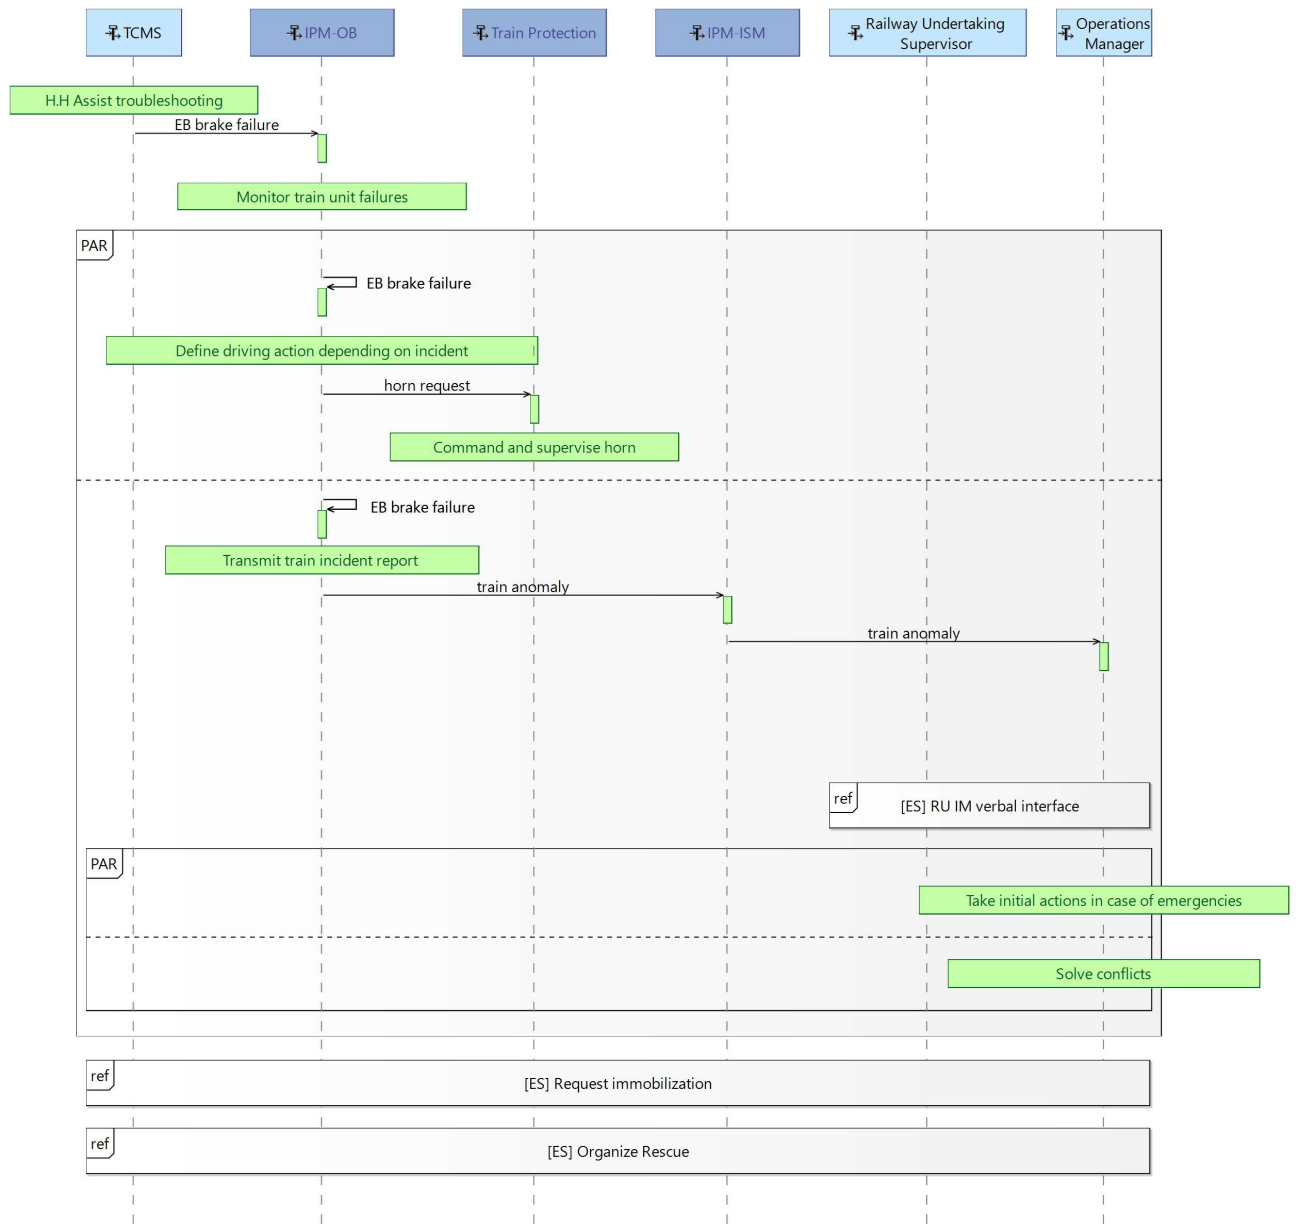 TCMS
IPM-OB
Train Protection
IPM-ISM
Railway Undertaking
Supervisor
Operations
Manager
H.H Assist troubleshooting
EB brake failure
Monitor train unit failures
PAR
EB brake failure
Define driving action depending on incident
horn request
Command and supervise horn
EB brake failure
Transmit train incident report
train anomaly
train anomaly
ref
[ES] RU IM verbal interface
PAR
Take initial actions in case of emergencies
Solve conflicts
ref
[ES] Request immobilization
ref
[ES] Organize Rescue